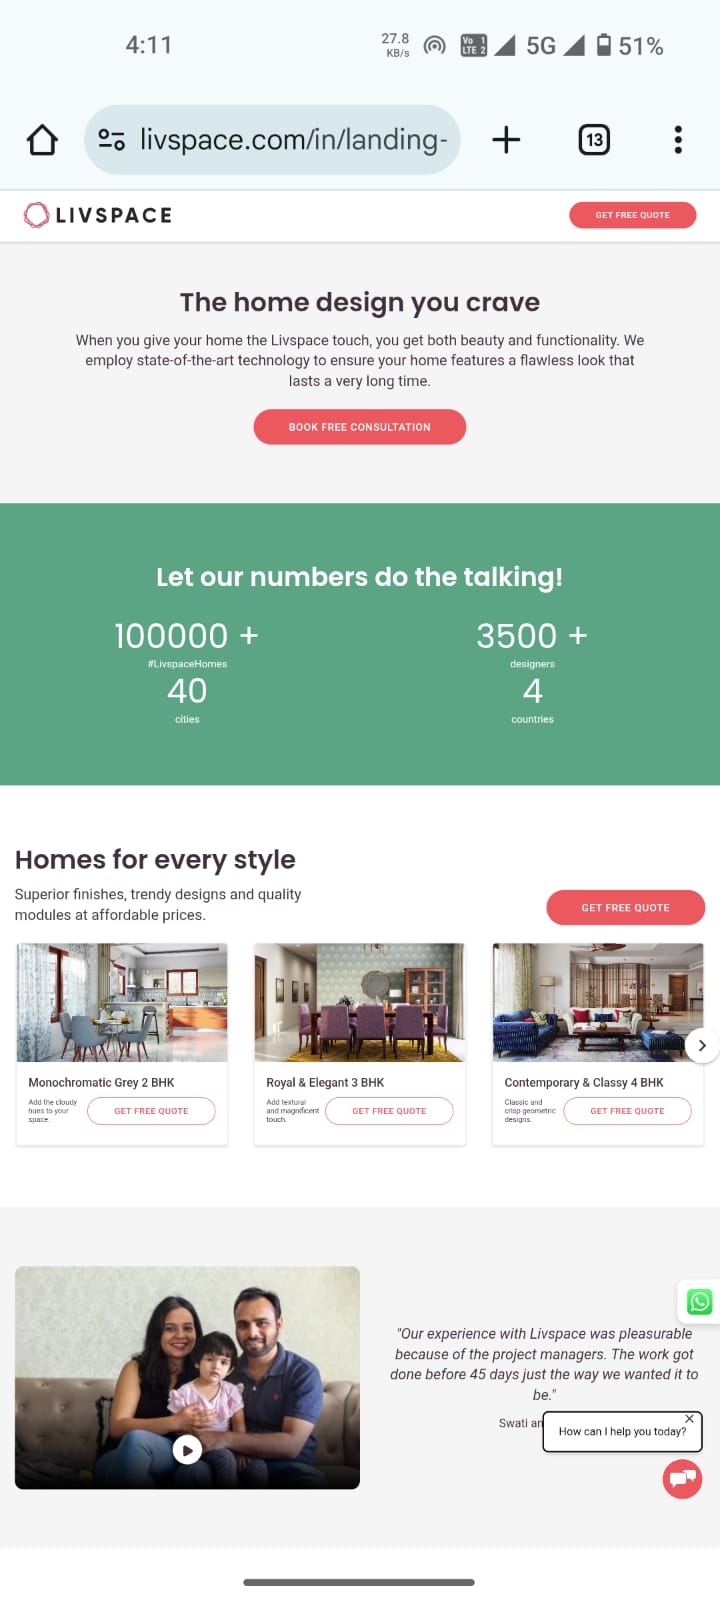 4:11
27.8
KB/s
Vo 1
LTE 2
5G
51%
livspace.com/in/landing-
13
LIVSPACE
GET FREE QUOTE
The home design you crave
When you give your home the Livspace touch, you get both beauty and functionality. We
employ state-of-the-art technology to ensure your home features a flawless look that
lasts a very long time.
BOOK FREE CONSULTATION
Let our numbers do the talking!
100000 +
#LivspaceHomes
3500 +
designers
40
cities
4
countries
Homes for every style
Superior finishes, trendy designs and quality
modules at affordable prices.
GET FREE QUOTE
Monochromatic Grey 2 BHK
Add the cloudy
hues to your
space.
GET FREE QUOTE
Royal & Elegant 3 BHK
Add textural
and magnificent
touch.
GET FREE QUOTE
Contemporary & Classy 4 BHK
Classic and
crisp geometric
designs.
GET FREE QUOTE
"Our experience with Livspace was pleasurable
because of the project managers. The work got
done before 45 days just the way we wanted it to
be."
Swati an
How can I help you today?